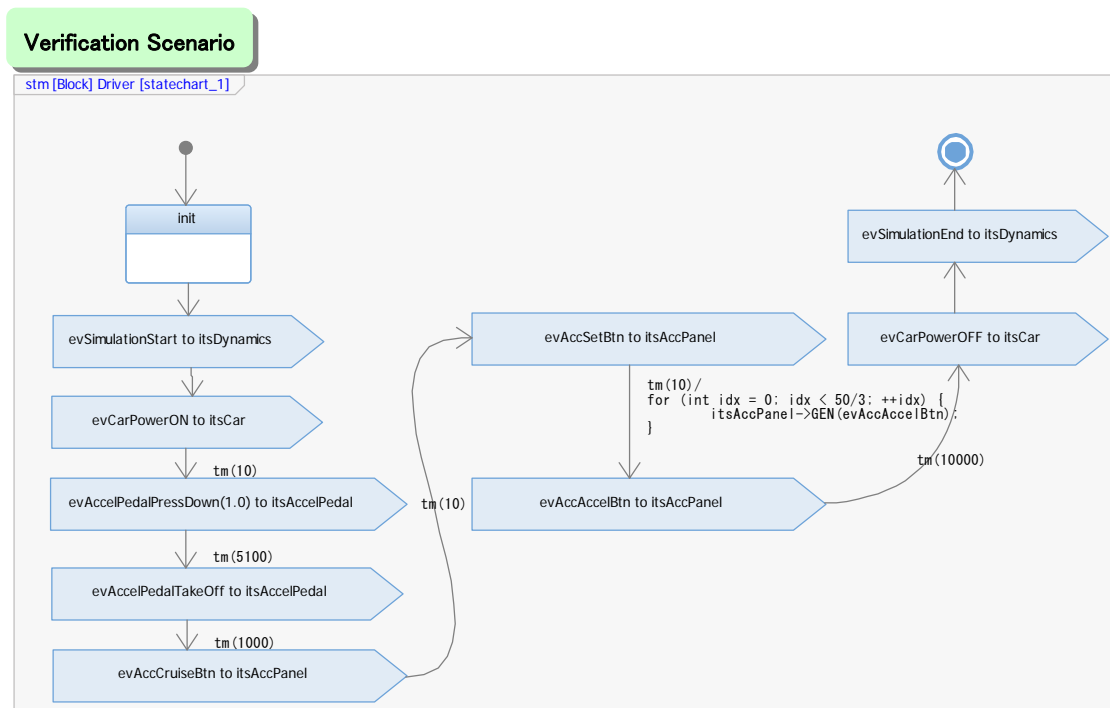 Verification Scenario
stm [Block] Driver [statechart_1]
init
evSimulationStart to itsDynamics
evCarPowerON to itsCar
tm(10)
evAccelPedalPressDown(1.0) to itsAccelPedal
tm(5100)
evAccelPedalTakeOff to itsAccelPedal
tm(1000)
evAccCruiseBtn to itsAccPanel
tm(10)
evAccSetBtn to itsAccPanel
tm(10)/
for (int idx = 0; idx < 50/3; ++idx) {
itsAccPanel->GEN(evAccAccelBtn);
}
evAccAccelBtn to itsAccPanel
tm(10000)
evCarPowerOFF to itsCar
evSimulationEnd to itsDynamics